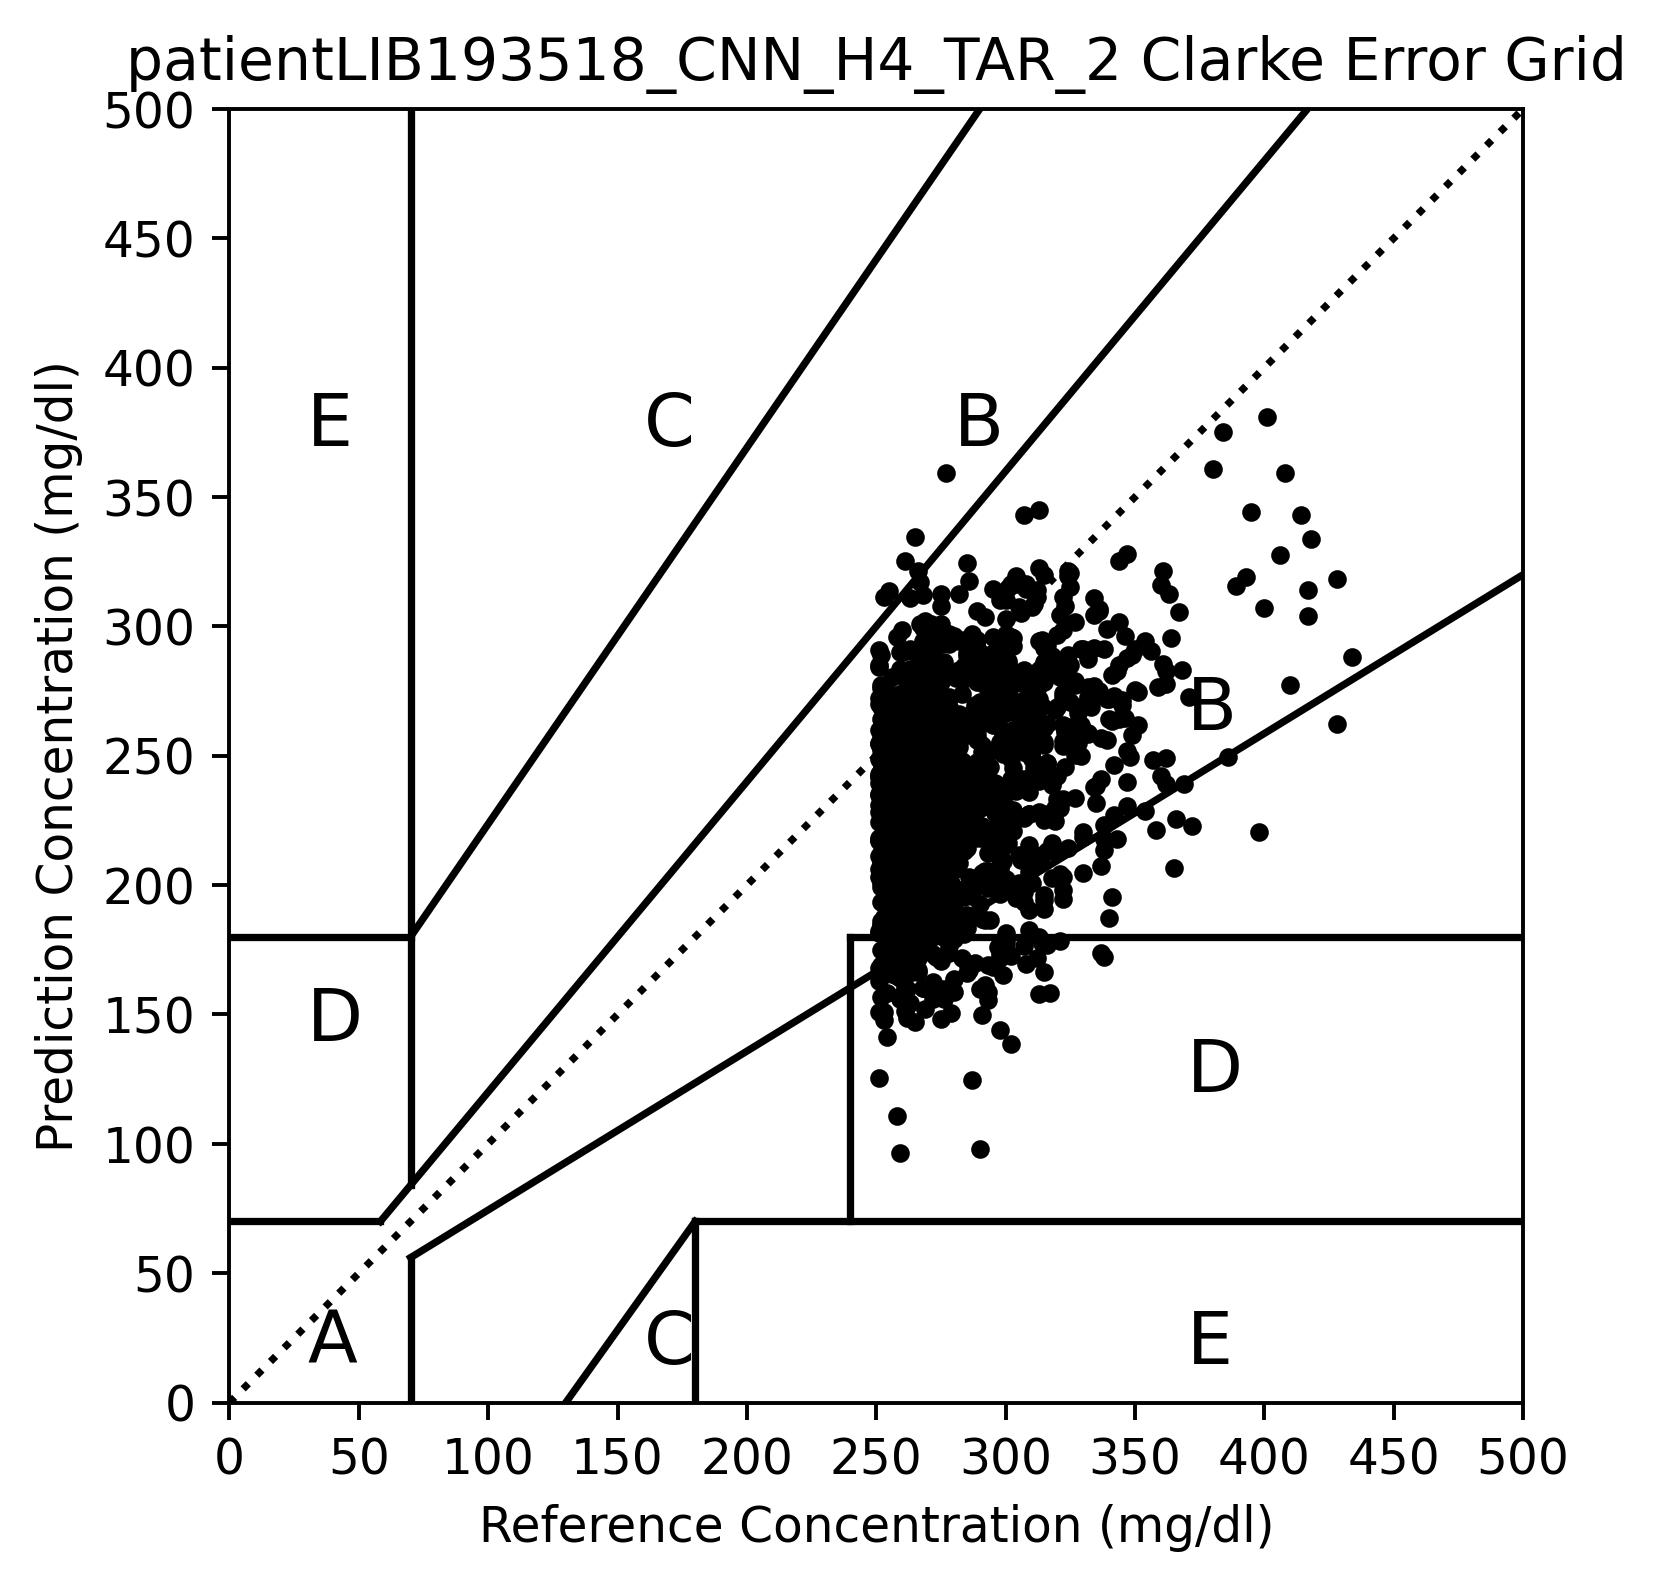 patientLIB193518_CNN_H4_TAR_2 Clarke Error Grid
500
450
400
350
300
250
200
150
100
50
0
Prediction Concentration (mg/dl)
E
C
B
B
D
D
A
C
E
0 50 100 150 200 250 300 350 400 450 500
Reference Concentration (mg/dl)